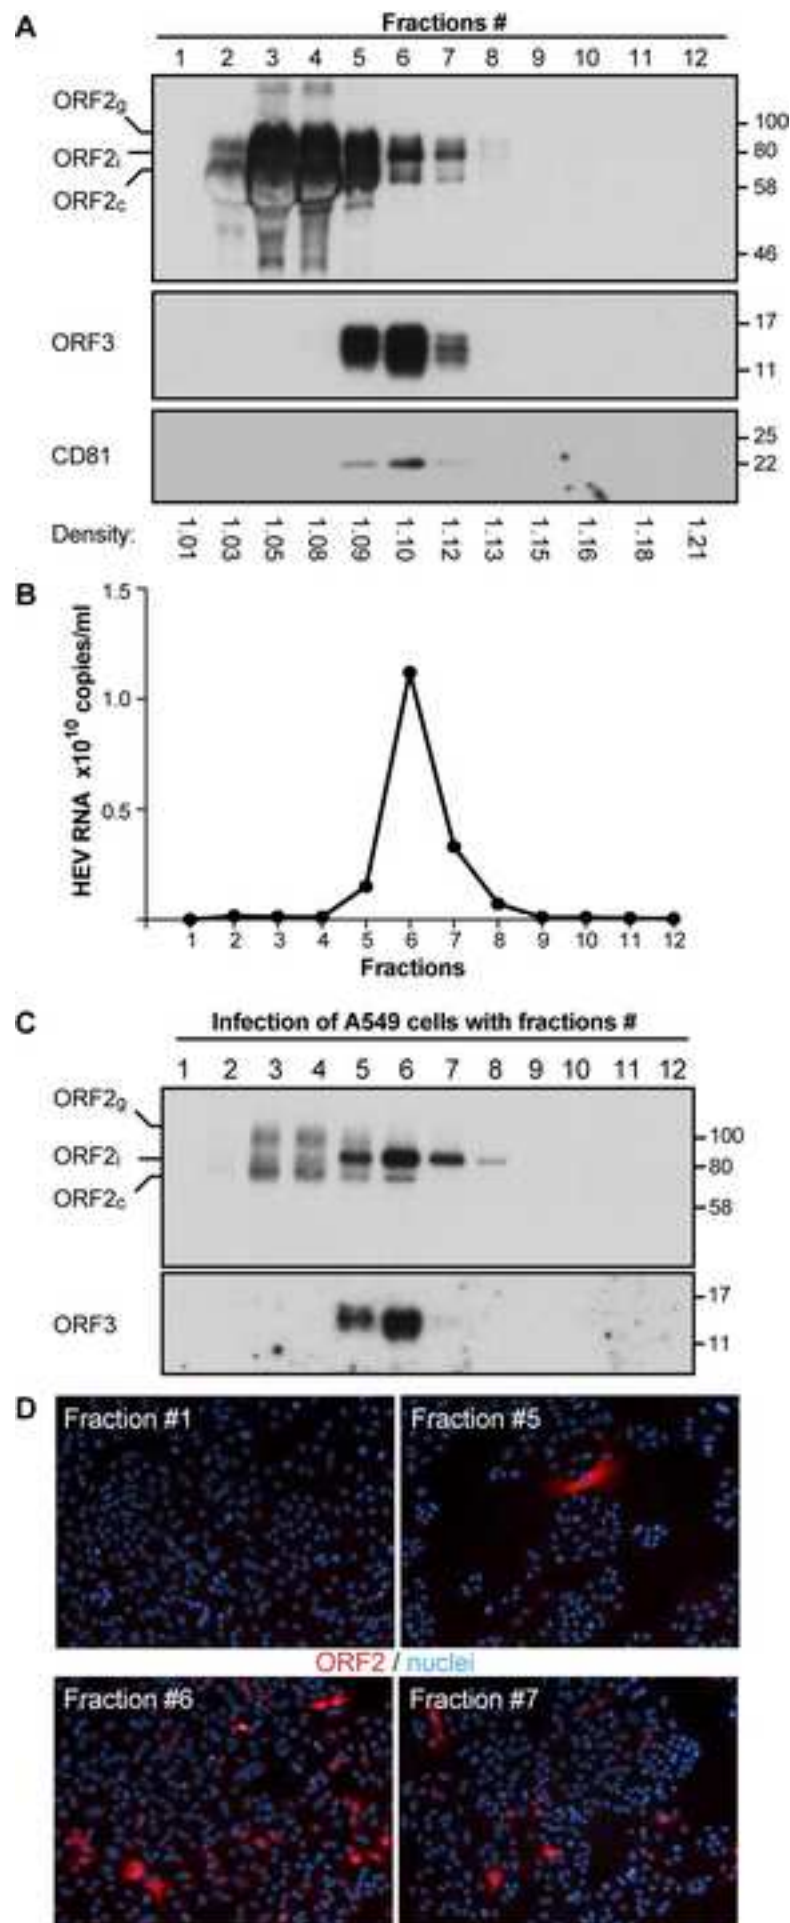 A
Fractions #
1 2 3 4 5 6 7 8 9 10 11 12
ORF2g
ORF2i
ORF2c
100
80
58
46
ORF3
17
11
CD81
25
22
Density: 1.01 1.03 1.05 1.08 1.09 1.10 1.12 1.13 1.15 1.16 1.18 1.21
B
HEV RNA x10^10 copies/ml
1.5
1.0
0.5
1 2 3 4 5 6 7 8 9 10 11 12
Fractions
C
Infection of A549 cells with fractions #
1 2 3 4 5 6 7 8 9 10 11 12
ORF2g
ORF2i
ORF2c
100
80
58
ORF3
17
11
D
Fraction #1 Fraction #5
ORF2 / nuclei
Fraction #6 Fraction #7